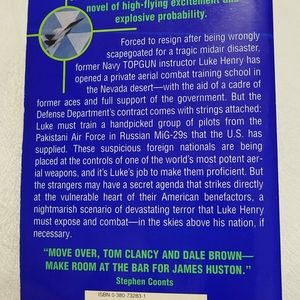 novel of high-flying excitement and
explosive probability.
Forced to resign after being wrongly
scapegoated for a tragic midair disaster,
former Navy TOPGUN instructor Luke Henry has
opened a private aerial combat training school in
the Nevada desert—with the aid of a cadre of
former aces and full support of the government. But the
Defense Department's contract comes with strings attached:
Luke must train a handpicked group of pilots from the
Pakistani Air Force in Russian MiG-29s that the U.S. has
supplied. These suspicious foreign nationals are being
placed at the controls of one of the world's most potent aer-
ial weapons, and it's Luke's job to make them proficient. But
the strangers may have a secret agenda that strikes directly
at the vulnerable heart of their American benefactors, a
nightmarish scenario of devastating terror that Luke Henry
must expose and combat—in the skies above his nation, if
necessary.
"MOVE OVER, TOM CLANCY AND DALE BROWN—
MAKE ROOM AT THE BAR FOR JAMES HUSTON."
Stephen Coonts
ISBN 0-380-73283-1